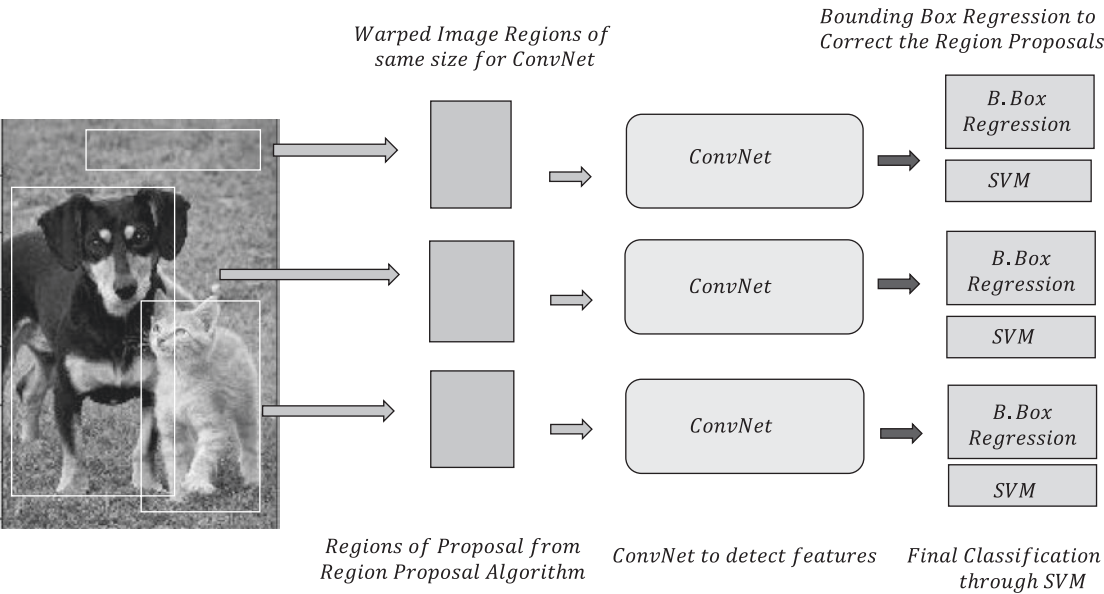 Warped Image Regions of
same size for ConvNet
Bounding Box Regression to
Correct the Region Proposals
ConvNet
B.Box
Regression
SVM
ConvNet
B.Box
Regression
SVM
ConvNet
B.Box
Regression
SVM
Regions of Proposal from
Region Proposal Algorithm
ConvNet to detect features
Final Classification
through SVM